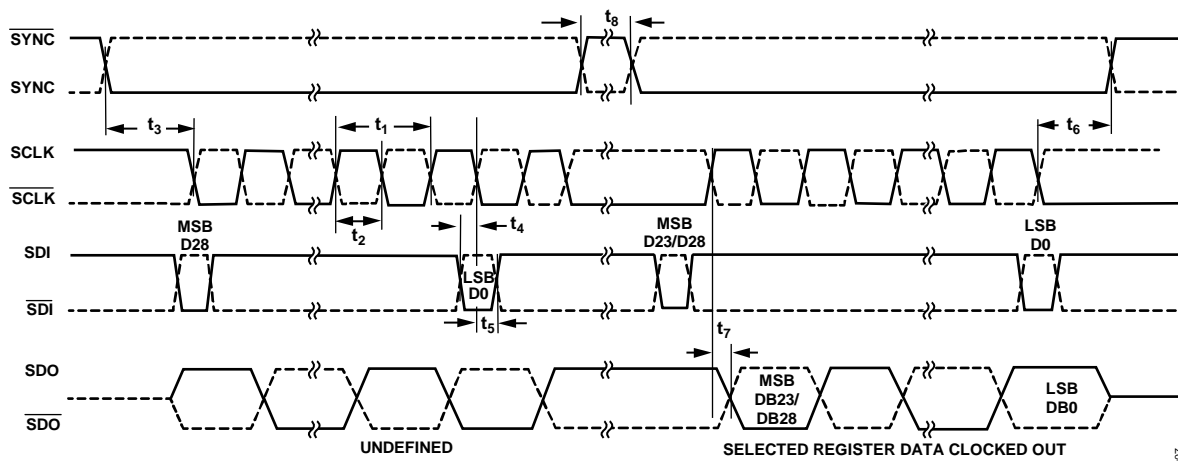 SYNC
SYNC
t8
t3
t1
t6
SCLK
SCLK
t2
t4
MSB
D28
MSB
D23/D28
LSB
D0
SDI
SDI
LSB
D0
t5
t7
SDO
SDO
MSB
DB23/
DB28
LSB
DB0
UNDEFINED
SELECTED REGISTER DATA CLOCKED OUT